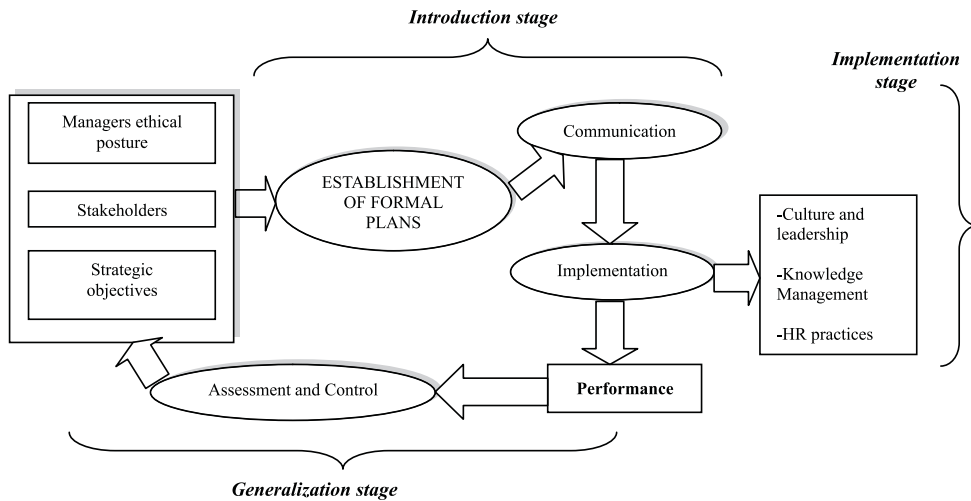 Introduction stage
Implementation
stage
Managers ethical
posture
Stakeholders
Strategic
objectives
ESTABLISHMENT
OF FORMAL
PLANS
Communication
Implementation
-Culture and
leadership
-Knowledge
Management
-HR practices
Performance
Assessment and Control
Generalization stage